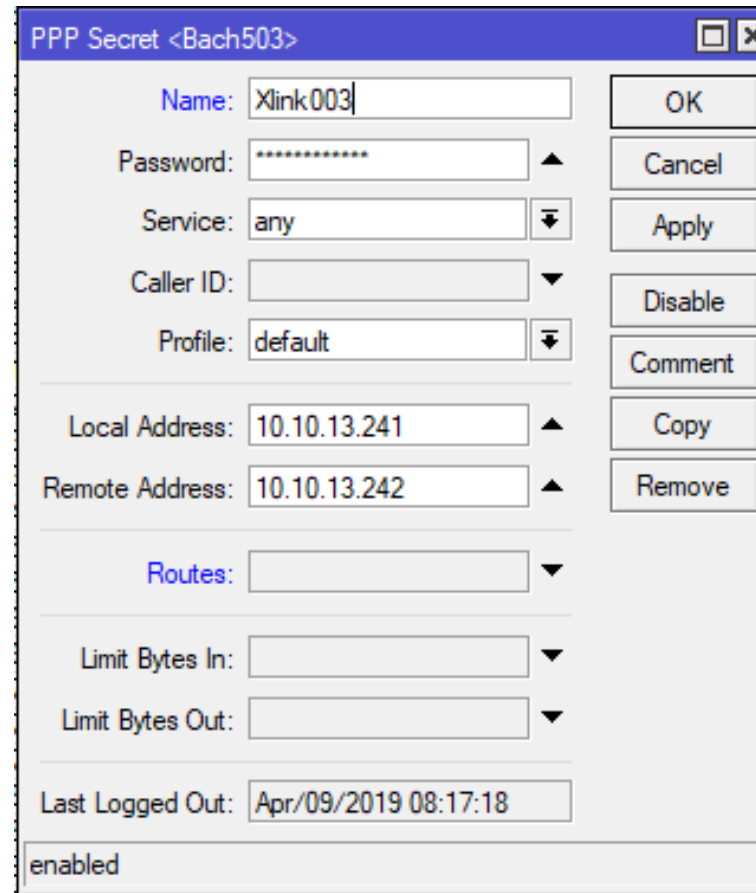 PPP Secret <Bach503>
Name: Xlink003
OK
Password: ************
Cancel
Service: any
Apply
Caller ID:
Disable
Profile: default
Comment
Local Address: 10.10.13.241
Copy
Remote Address: 10.10.13.242
Remove
Routes:
Limit Bytes In:
Limit Bytes Out:
Last Logged Out: Apr/09/2019 08:17:18
enabled